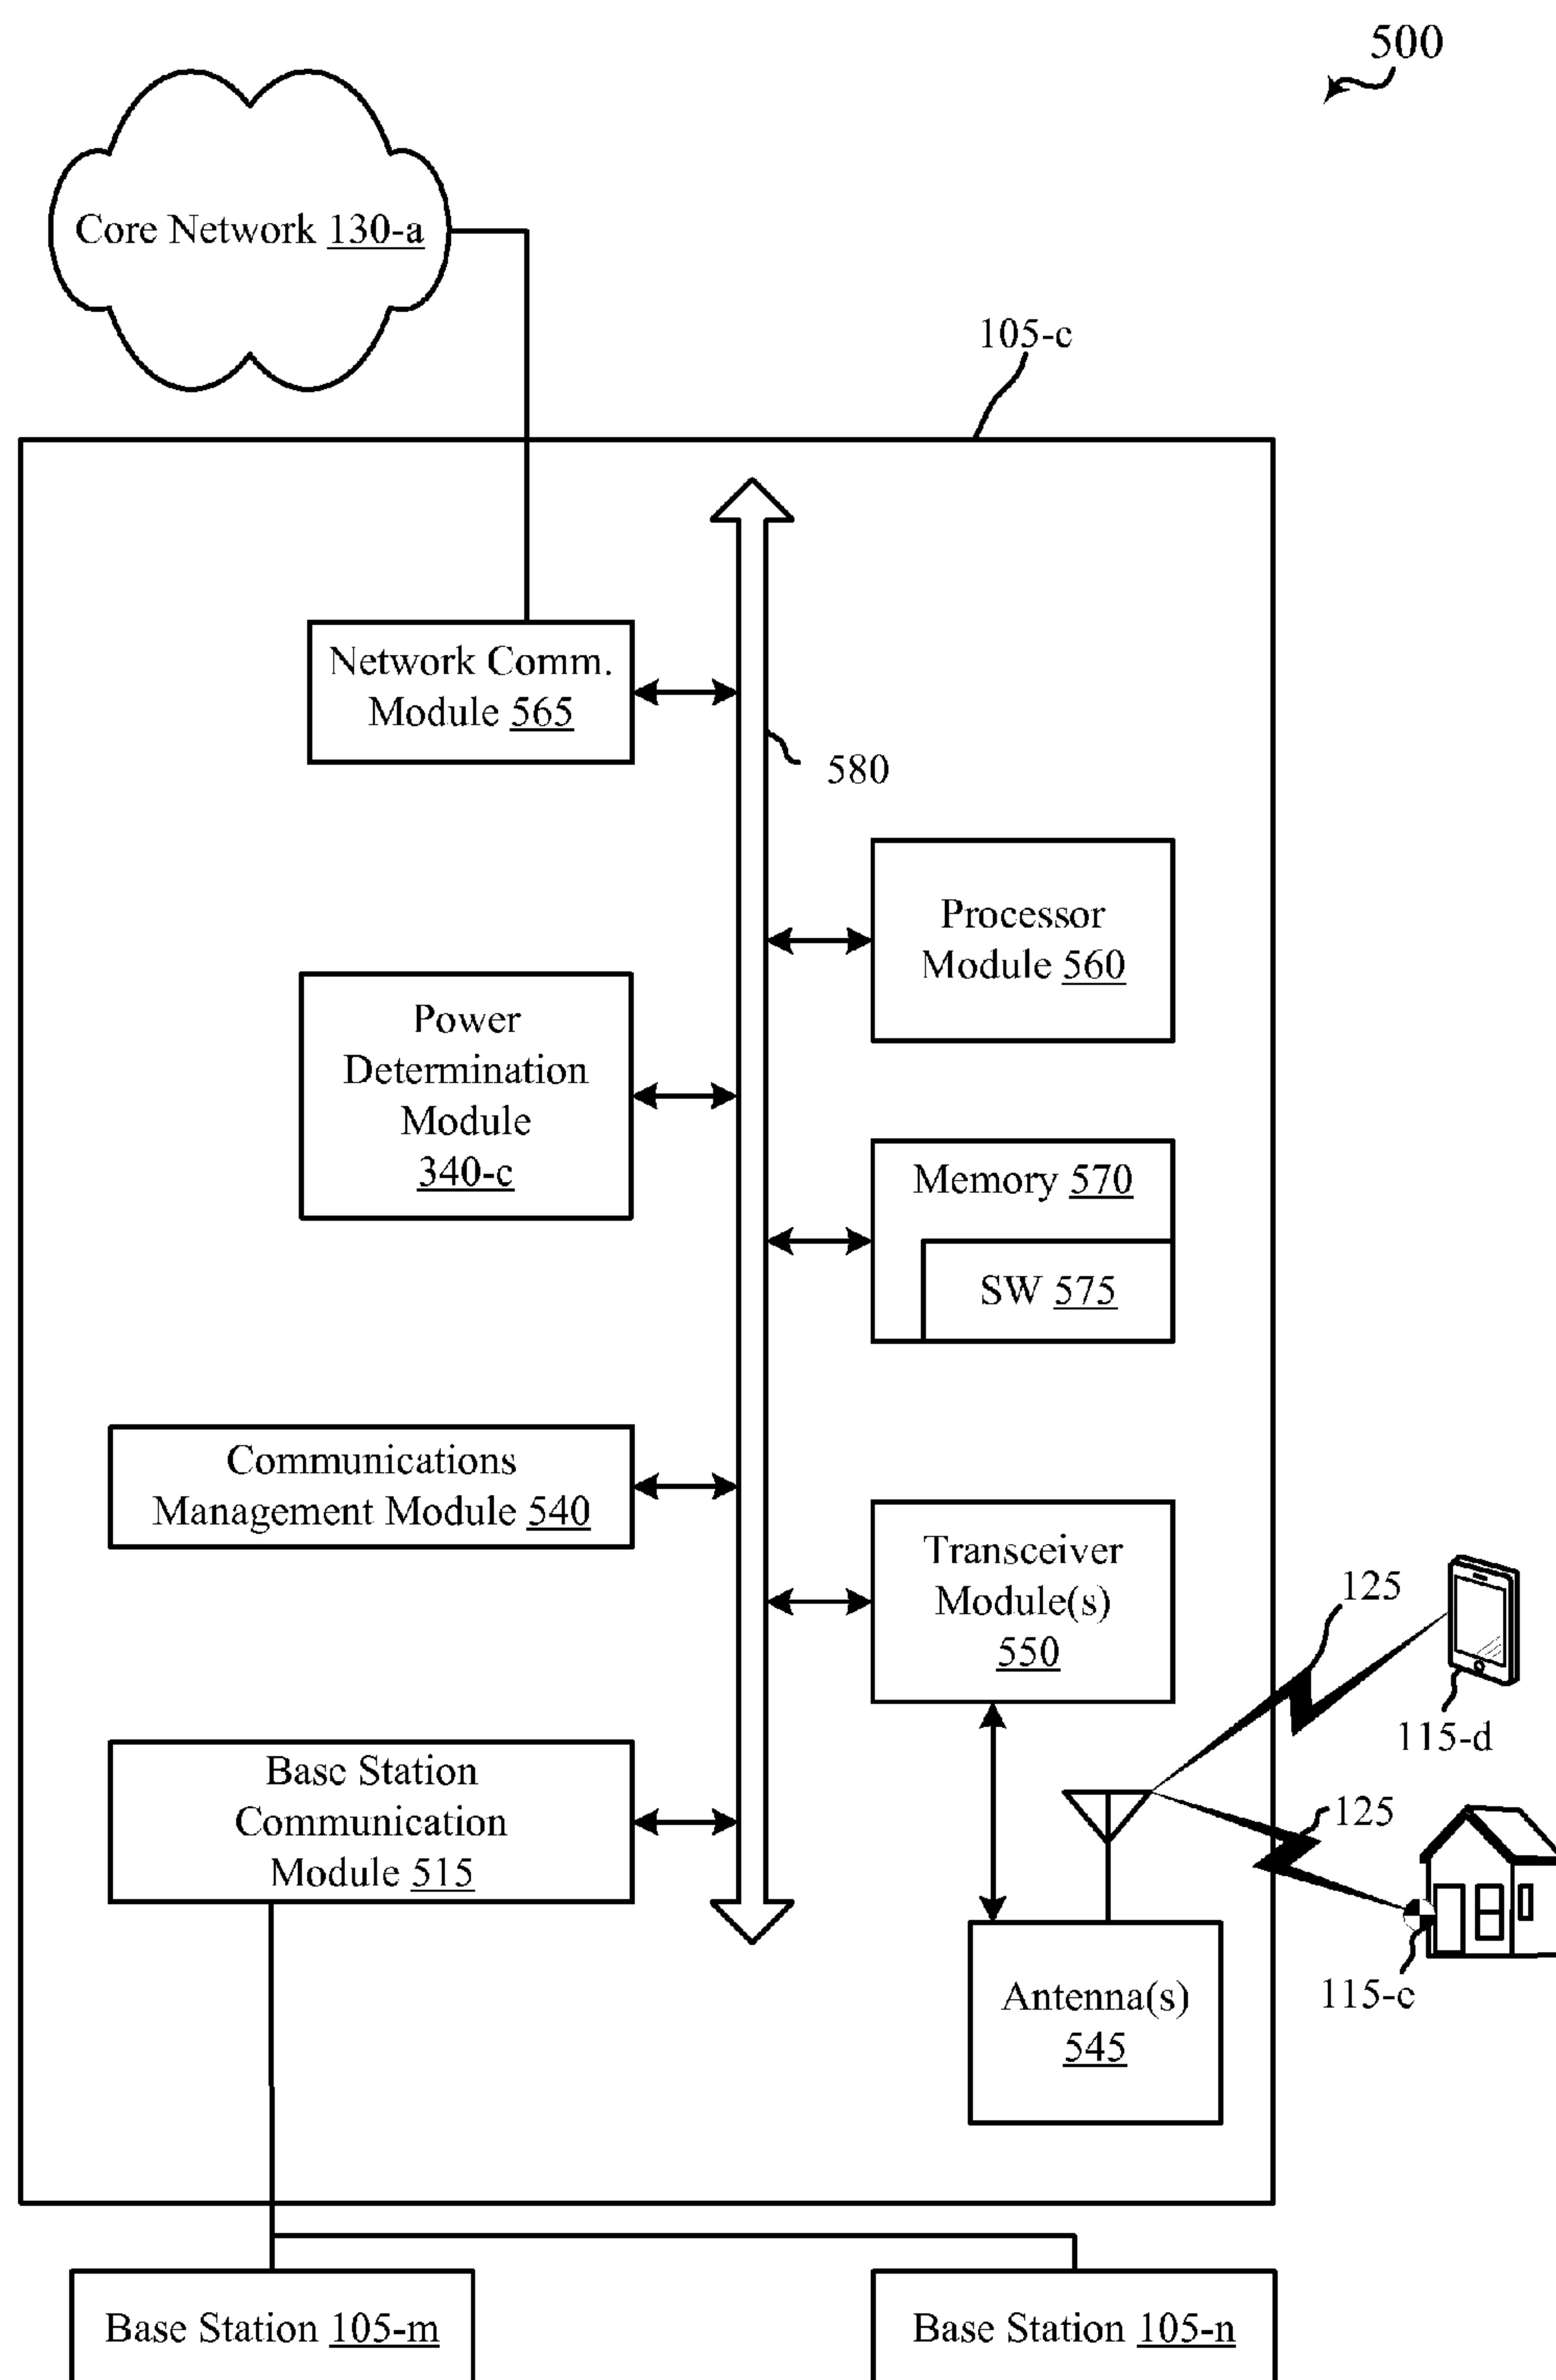 500
Core Network 130-a
105-c
Network Comm.
Module 565
580
Processor
Module 560
Power
Determination
Module
340-c
Memory 570
SW 575
Communications
Management Module 540
Transceiver
Module(s)
550
125
115-d
Base Station
Communication
Module 515
125
115-c
Antenna(s)
545
Base Station 105-m
Base Station 105-n